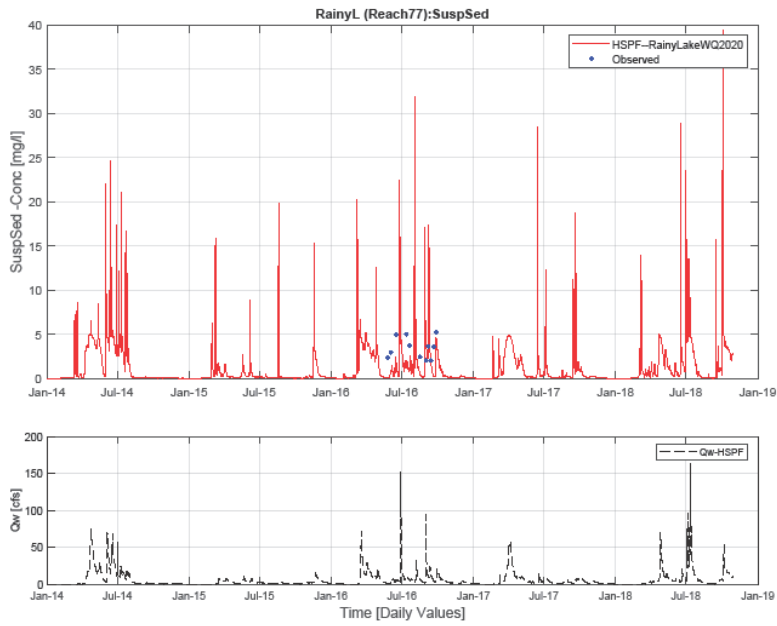 RainyL (Reach77):SuspSed
40
35
30
25
20
15
10
5
0
SuspSed -Conc [mg/l]
HSPF--RainyLakeWQ2020
Observed
Jan-14 Jul-14 Jan-15 Jul-15 Jan-16 Jul-16 Jan-17 Jul-17 Jan-18 Jul-18 Jan-19
200
150
100
50
0
Qw [cfs]
Qw-HSPF
Jan-14 Jul-14 Jan-15 Jul-15 Jan-16 Jul-16 Jan-17 Jul-17 Jan-18 Jul-18 Jan-19
Time [Daily Values]